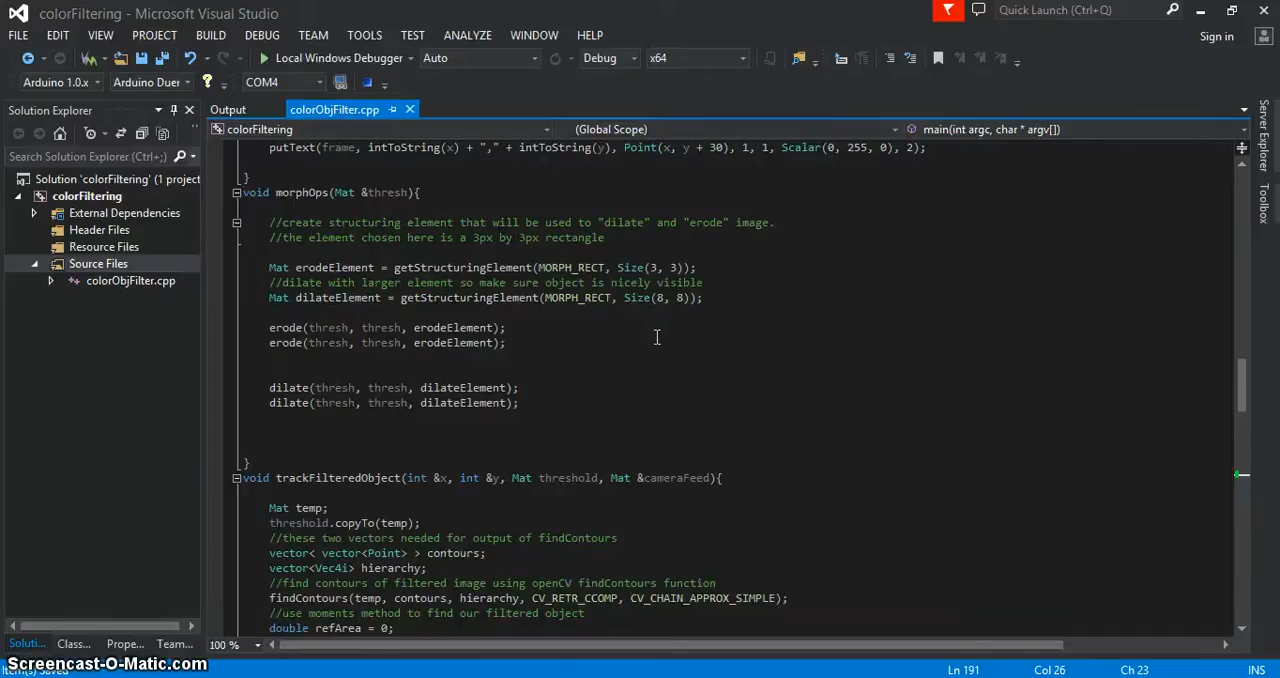 colorFiltering - Microsoft Visual Studio
Quick Launch (Ctrl+Q)
FILE EDIT VIEW PROJECT BUILD DEBUG TEAM TOOLS TEST ANALYZE WINDOW HELP
Sign in
Local Windows Debugger Auto Debug x64
Arduino 1.0.x Arduino Due COM4
Solution Explorer
Output colorObjFilter.cpp
colorFiltering (Global Scope) main(int argc, char * argv[])
Search Solution Explorer (Ctrl+;)
Solution 'colorFiltering' (1 project
colorFiltering
External Dependencies
Header Files
Resource Files
Source Files
colorObjFilter.cpp
putText(frame, intToString(x) + "," + intToString(y), Point(x, y + 30), 1, 1, Scalar(0, 255, 0), 2);
}
void morphOps(Mat &thresh){
//create structuring element that will be used to "dilate" and "erode" image.
//the element chosen here is a 3px by 3px rectangle
Mat erodeElement = getStructuringElement(MORPH_RECT, Size(3, 3));
//dilate with larger element so make sure object is nicely visible
Mat dilateElement = getStructuringElement(MORPH_RECT, Size(8, 8));
erode(thresh, thresh, erodeElement);
erode(thresh, thresh, erodeElement);
dilate(thresh, thresh, dilateElement);
dilate(thresh, thresh, dilateElement);
}
void trackFilteredObject(int &x, int &y, Mat threshold, Mat &cameraFeed){
Mat temp;
threshold.copyTo(temp);
//these two vectors needed for output of findContours
vector< vector<Point> > contours;
vector<Vec4i> hierarchy;
//find contours of filtered image using openCV findContours function
findContours(temp, contours, hierarchy, CV_RETR_CCOMP, CV_CHAIN_APPROX_SIMPLE);
//use moments method to find our filtered object
double refArea = 0;
Server Explorer
Toolbox
Soluti... Class... Prope... Team...
100 %
Screencast-O-Matic.com
Item(s) Saved
Ln 191 Col 26 Ch 23 INS